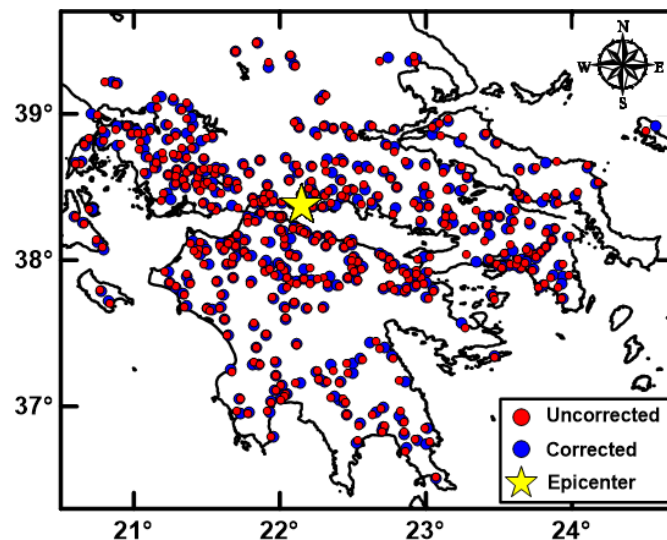 N
W E
S
39°
38°
37°
Uncorrected
Corrected
Epicenter
21° 22° 23° 24°